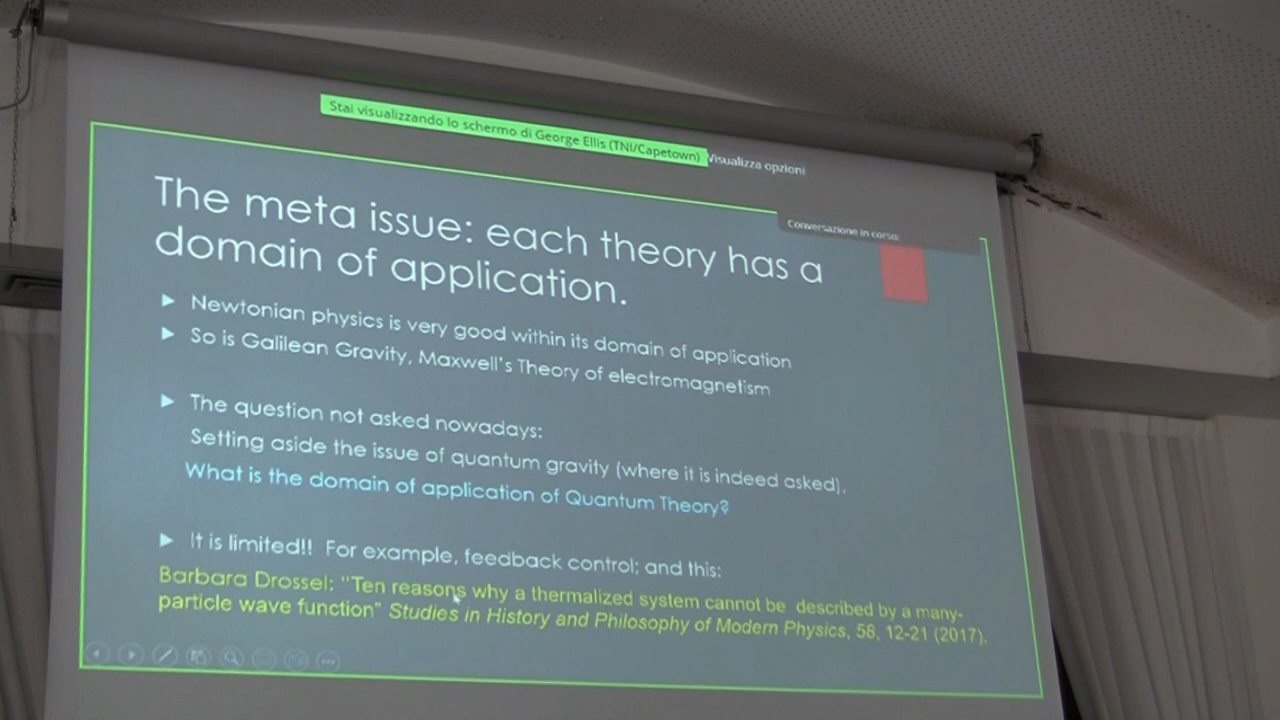 Stai visualizzando lo schermo di George Ellis (TNI/Capetown) Visualizza opzioni
Conversazione in corso:
The meta issue: each theory has a
domain of application.
► Newtonian physics is very good within its domain of application
► So is Galilean Gravity, Maxwell's Theory of electromagnetism
► The question not asked nowadays:
Setting aside the issue of quantum gravity (where it is indeed asked),
What is the domain of application of Quantum Theory?
► It is limited!! For example, feedback control; and this:
Barbara Drossel: "Ten reasons why a thermalized system cannot be described by a many-
particle wave function" Studies in History and Philosophy of Modern Physics, 58, 12-21 (2017).